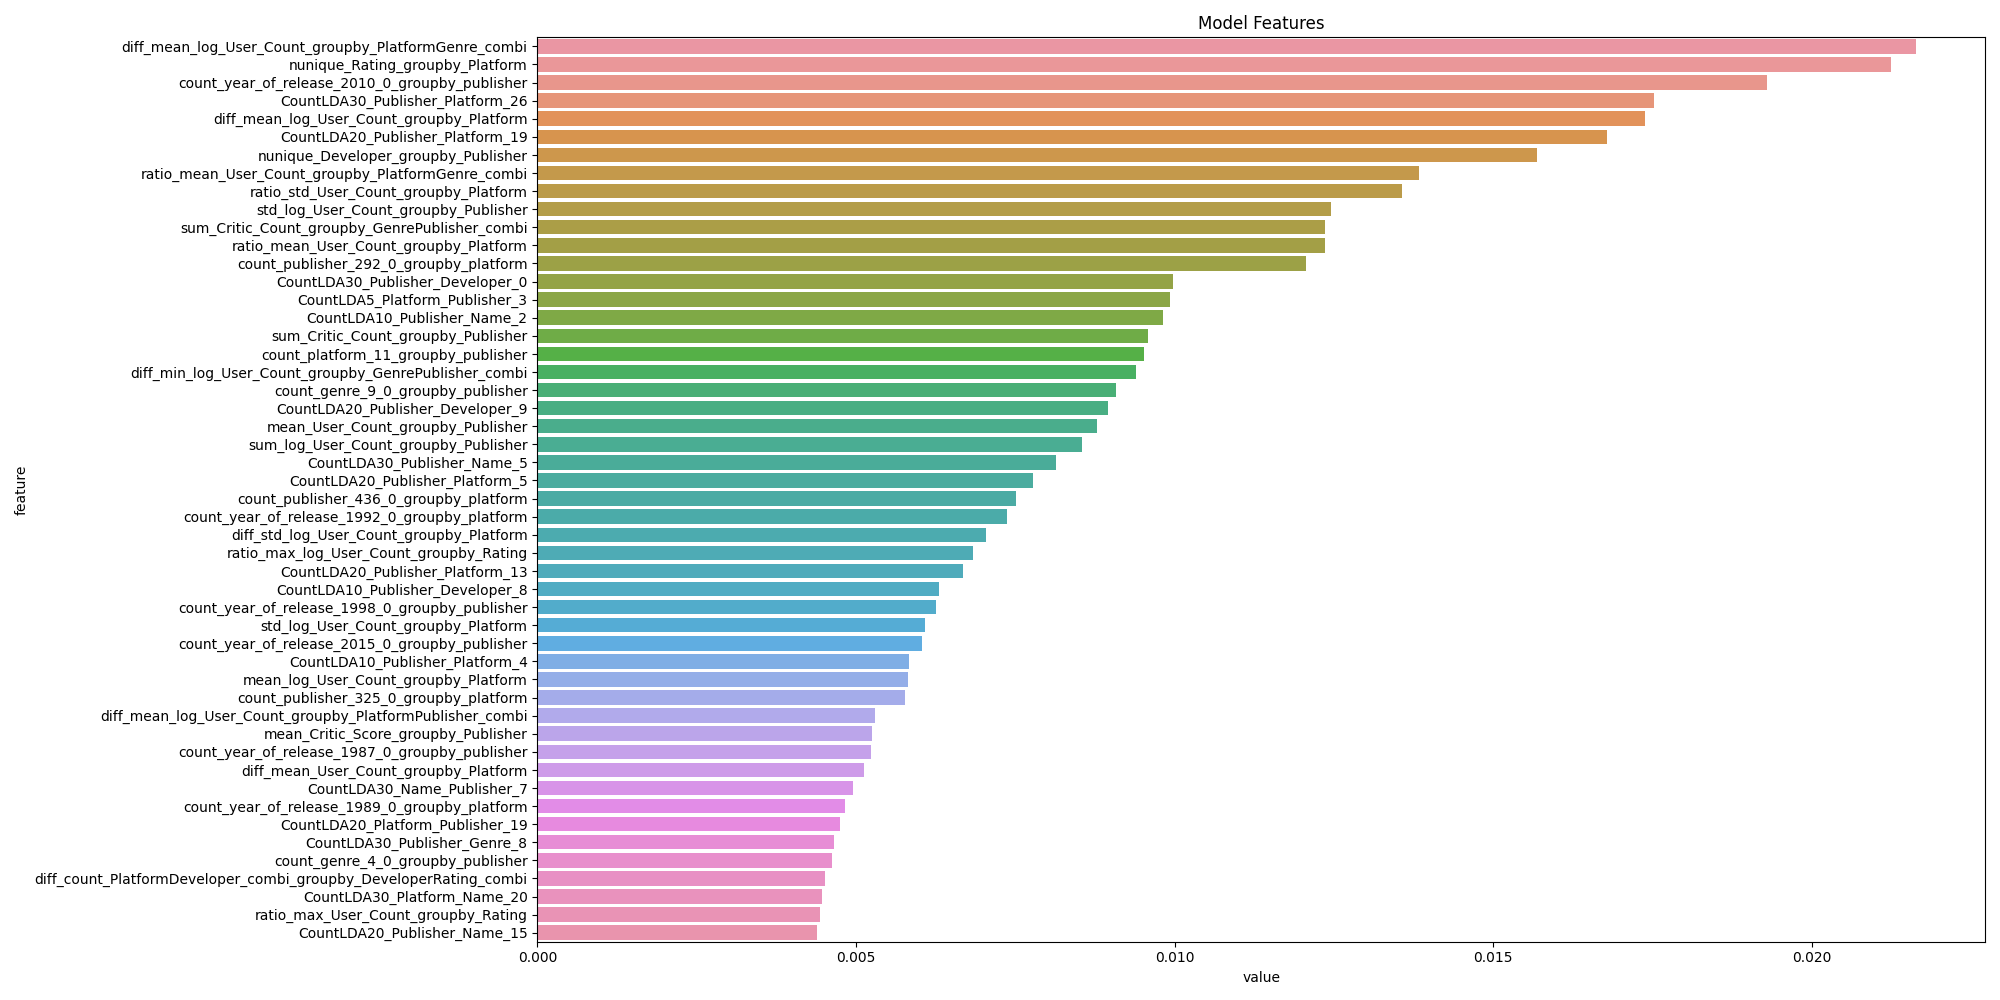 Model Features
diff_mean_log_User_Count_groupby_PlatformGenre_combi
nunique_Rating_groupby_Platform
count_year_of_release_2010_0_groupby_publisher
CountLDA30_Publisher_Platform_26
diff_mean_log_User_Count_groupby_Platform
CountLDA20_Publisher_Platform_19
nunique_Developer_groupby_Publisher
ratio_mean_User_Count_groupby_PlatformGenre_combi
ratio_std_User_Count_groupby_Platform
std_log_User_Count_groupby_Publisher
sum_Critic_Count_groupby_GenrePublisher_combi
ratio_mean_User_Count_groupby_Platform
count_publisher_292_0_groupby_platform
CountLDA30_Publisher_Developer_0
CountLDA5_Platform_Publisher_3
CountLDA10_Publisher_Name_2
sum_Critic_Count_groupby_Publisher
count_platform_11_groupby_publisher
diff_min_log_User_Count_groupby_GenrePublisher_combi
count_genre_9_0_groupby_publisher
CountLDA20_Publisher_Developer_9
mean_User_Count_groupby_Publisher
sum_log_User_Count_groupby_Publisher
CountLDA30_Publisher_Name_5
CountLDA20_Publisher_Platform_5
count_publisher_436_0_groupby_platform
count_year_of_release_1992_0_groupby_platform
diff_std_log_User_Count_groupby_Platform
ratio_max_log_User_Count_groupby_Rating
CountLDA20_Publisher_Platform_13
CountLDA10_Publisher_Developer_8
count_year_of_release_1998_0_groupby_publisher
std_log_User_Count_groupby_Platform
count_year_of_release_2015_0_groupby_publisher
CountLDA10_Publisher_Platform_4
mean_log_User_Count_groupby_Platform
count_publisher_325_0_groupby_platform
diff_mean_log_User_Count_groupby_PlatformPublisher_combi
mean_Critic_Score_groupby_Publisher
count_year_of_release_1987_0_groupby_publisher
diff_mean_User_Count_groupby_Platform
CountLDA30_Name_Publisher_7
count_year_of_release_1989_0_groupby_platform
CountLDA20_Platform_Publisher_19
CountLDA30_Publisher_Genre_8
count_genre_4_0_groupby_publisher
diff_count_PlatformDeveloper_combi_groupby_DeveloperRating_combi
CountLDA30_Platform_Name_20
ratio_max_User_Count_groupby_Rating
CountLDA20_Publisher_Name_15
feature
0.000 0.005 0.010 0.015 0.020
value